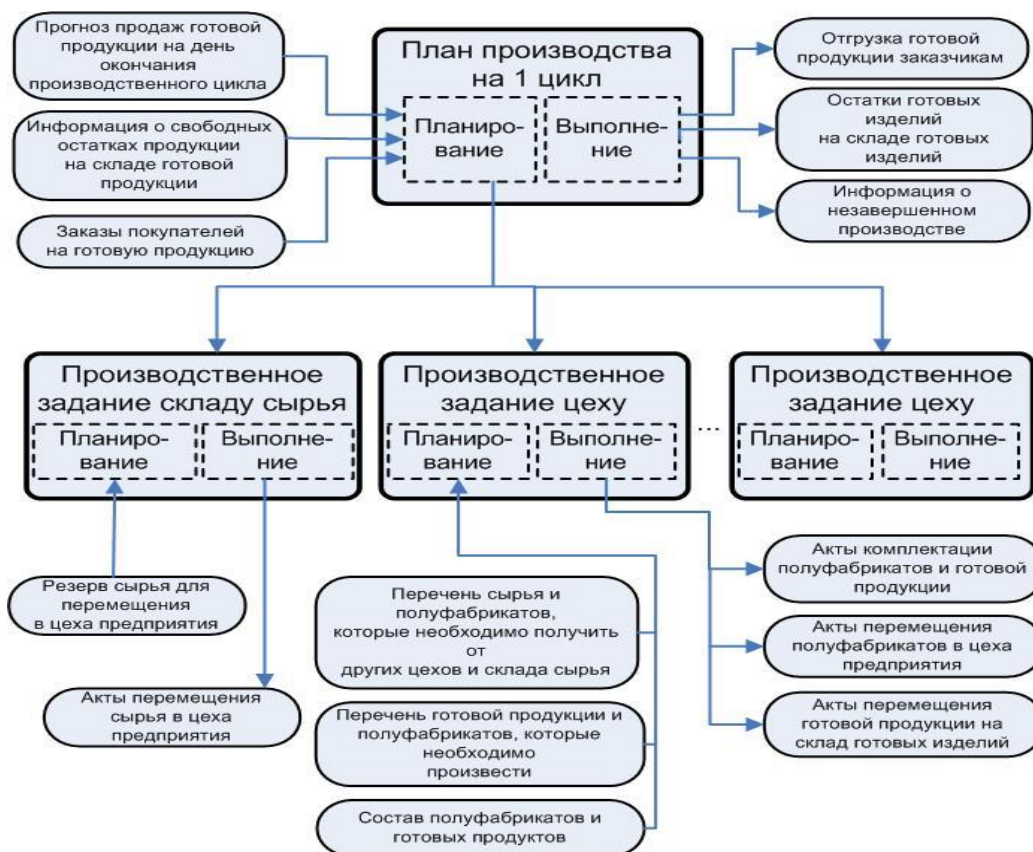 Прогноз продаж готовой
продукции на день
окончания
производственного цикла
Информация о свободных
остатках продукции
на складе готовой
продукции
Заказы покупателей
на готовую продукцию
План производства
на 1 цикл
Планиро-
вание
Выполне-
ние
Отгрузка готовой
продукции заказчикам
Остатки готовых
изделий
на складе готовых
изделий
Информация о
незавершенном
производстве
Производственное
задание складу сырья
Планиро-
вание
Выполне-
ние
Производственное
задание цеху
Планиро-
вание
Выполне-
ние
...
Производственное
задание цеху
Планиро-
вание
Выполне-
ние
Резерв сырья для
перемещения
в цеха предприятия
Акты перемещения
сырья в цеха
предприятия
Перечень сырья и
полуфабрикатов,
которые необходимо получить
от
других цехов и склада сырья
Перечень готовой продукции и
полуфабрикатов, которые
необходимо
произвести
Состав полуфабрикатов и
готовых продуктов
Акты комплектации
полуфабрикатов и готовой
продукции
Акты перемещения
полуфабрикатов в цеха
предприятия
Акты перемещения
готовой продукции на
склад готовых изделий